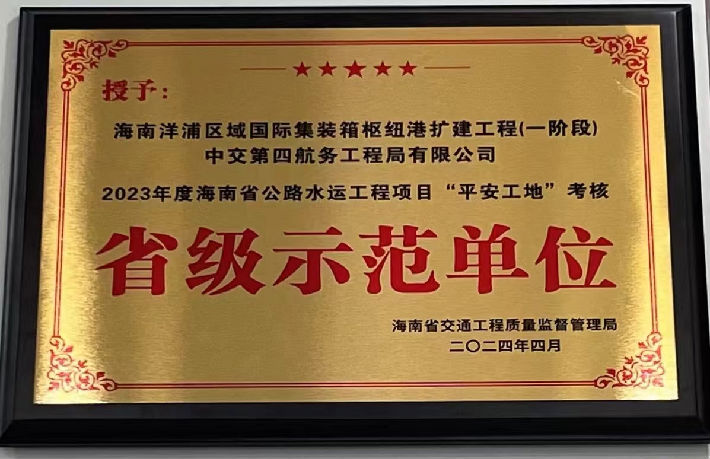 授予：
海南洋浦区域国际集装箱枢纽港扩建工程(一阶段)
中交第四航务工程局有限公司
2023年度海南省公路水运工程项目“平安工地”考核
省级示范单位
海南省交通工程质量监督管理局
二〇二四年四月